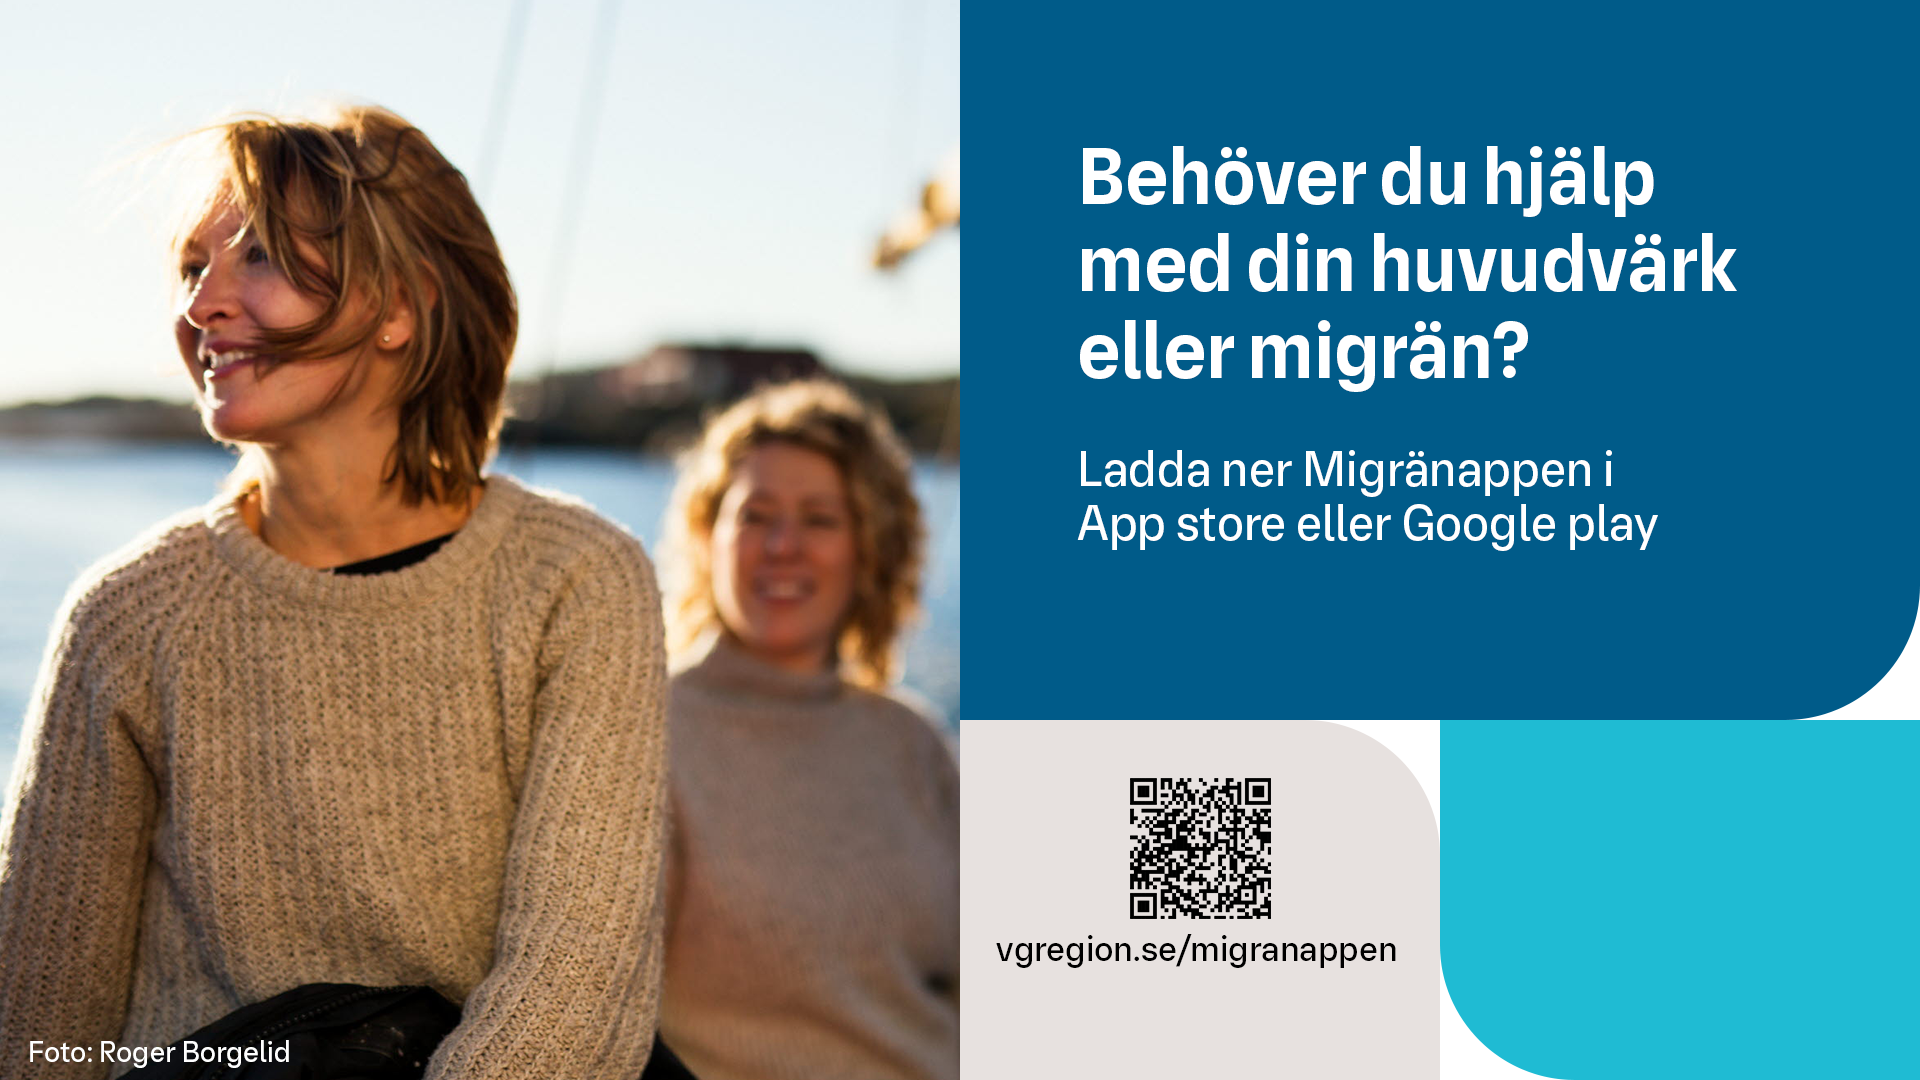 Behöver du hjälp
med din huvudvärk
eller migrän?
Ladda ner Migränappen i
App store eller Google play
vgregion.se/migranappen
Foto: Roger Borgelid